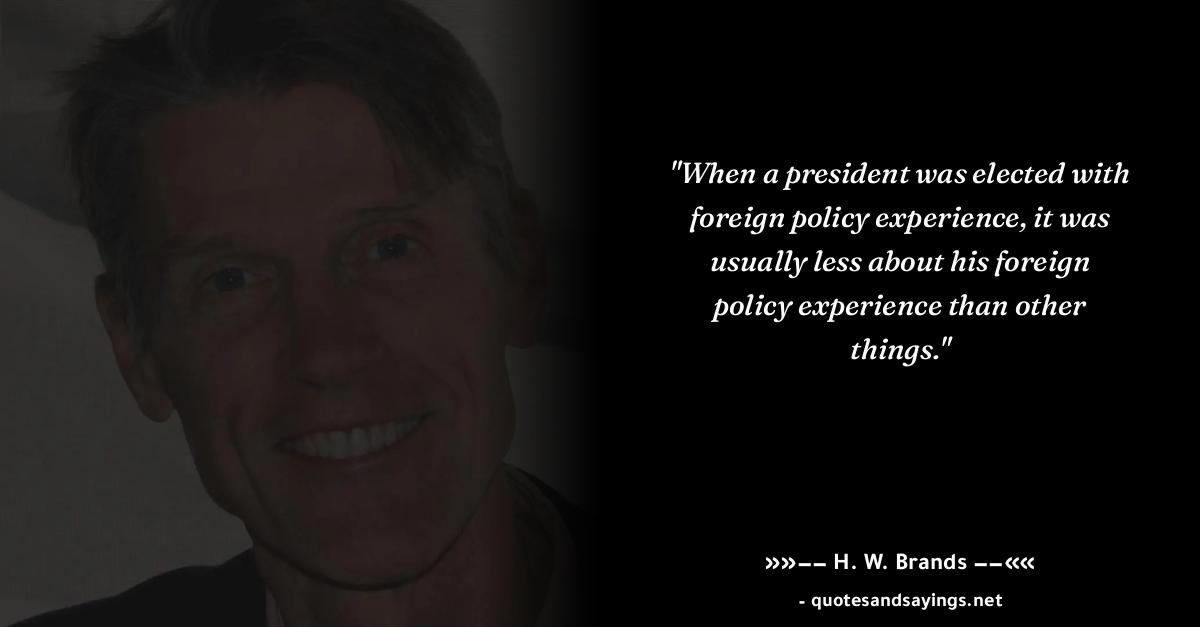 "When a president was elected with
foreign policy experience, it was
usually less about his foreign
policy experience than other
things."
»»−− H. W. Brands −−««
- quotesandsayings.net